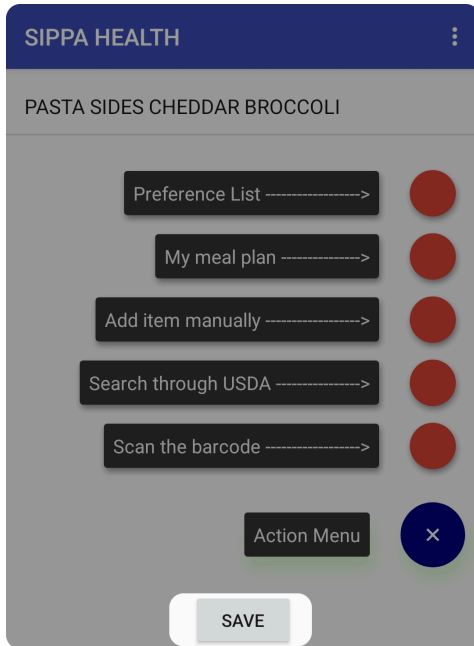 SIPPA HEALTH
PASTA SIDES CHEDDAR BROCCOLI
Preference List ------------------>
My meal plan --------------->
Add item manually ----------------->
Search through USDA ---------------->
Scan the barcode ------------------>
Action Menu
SAVE